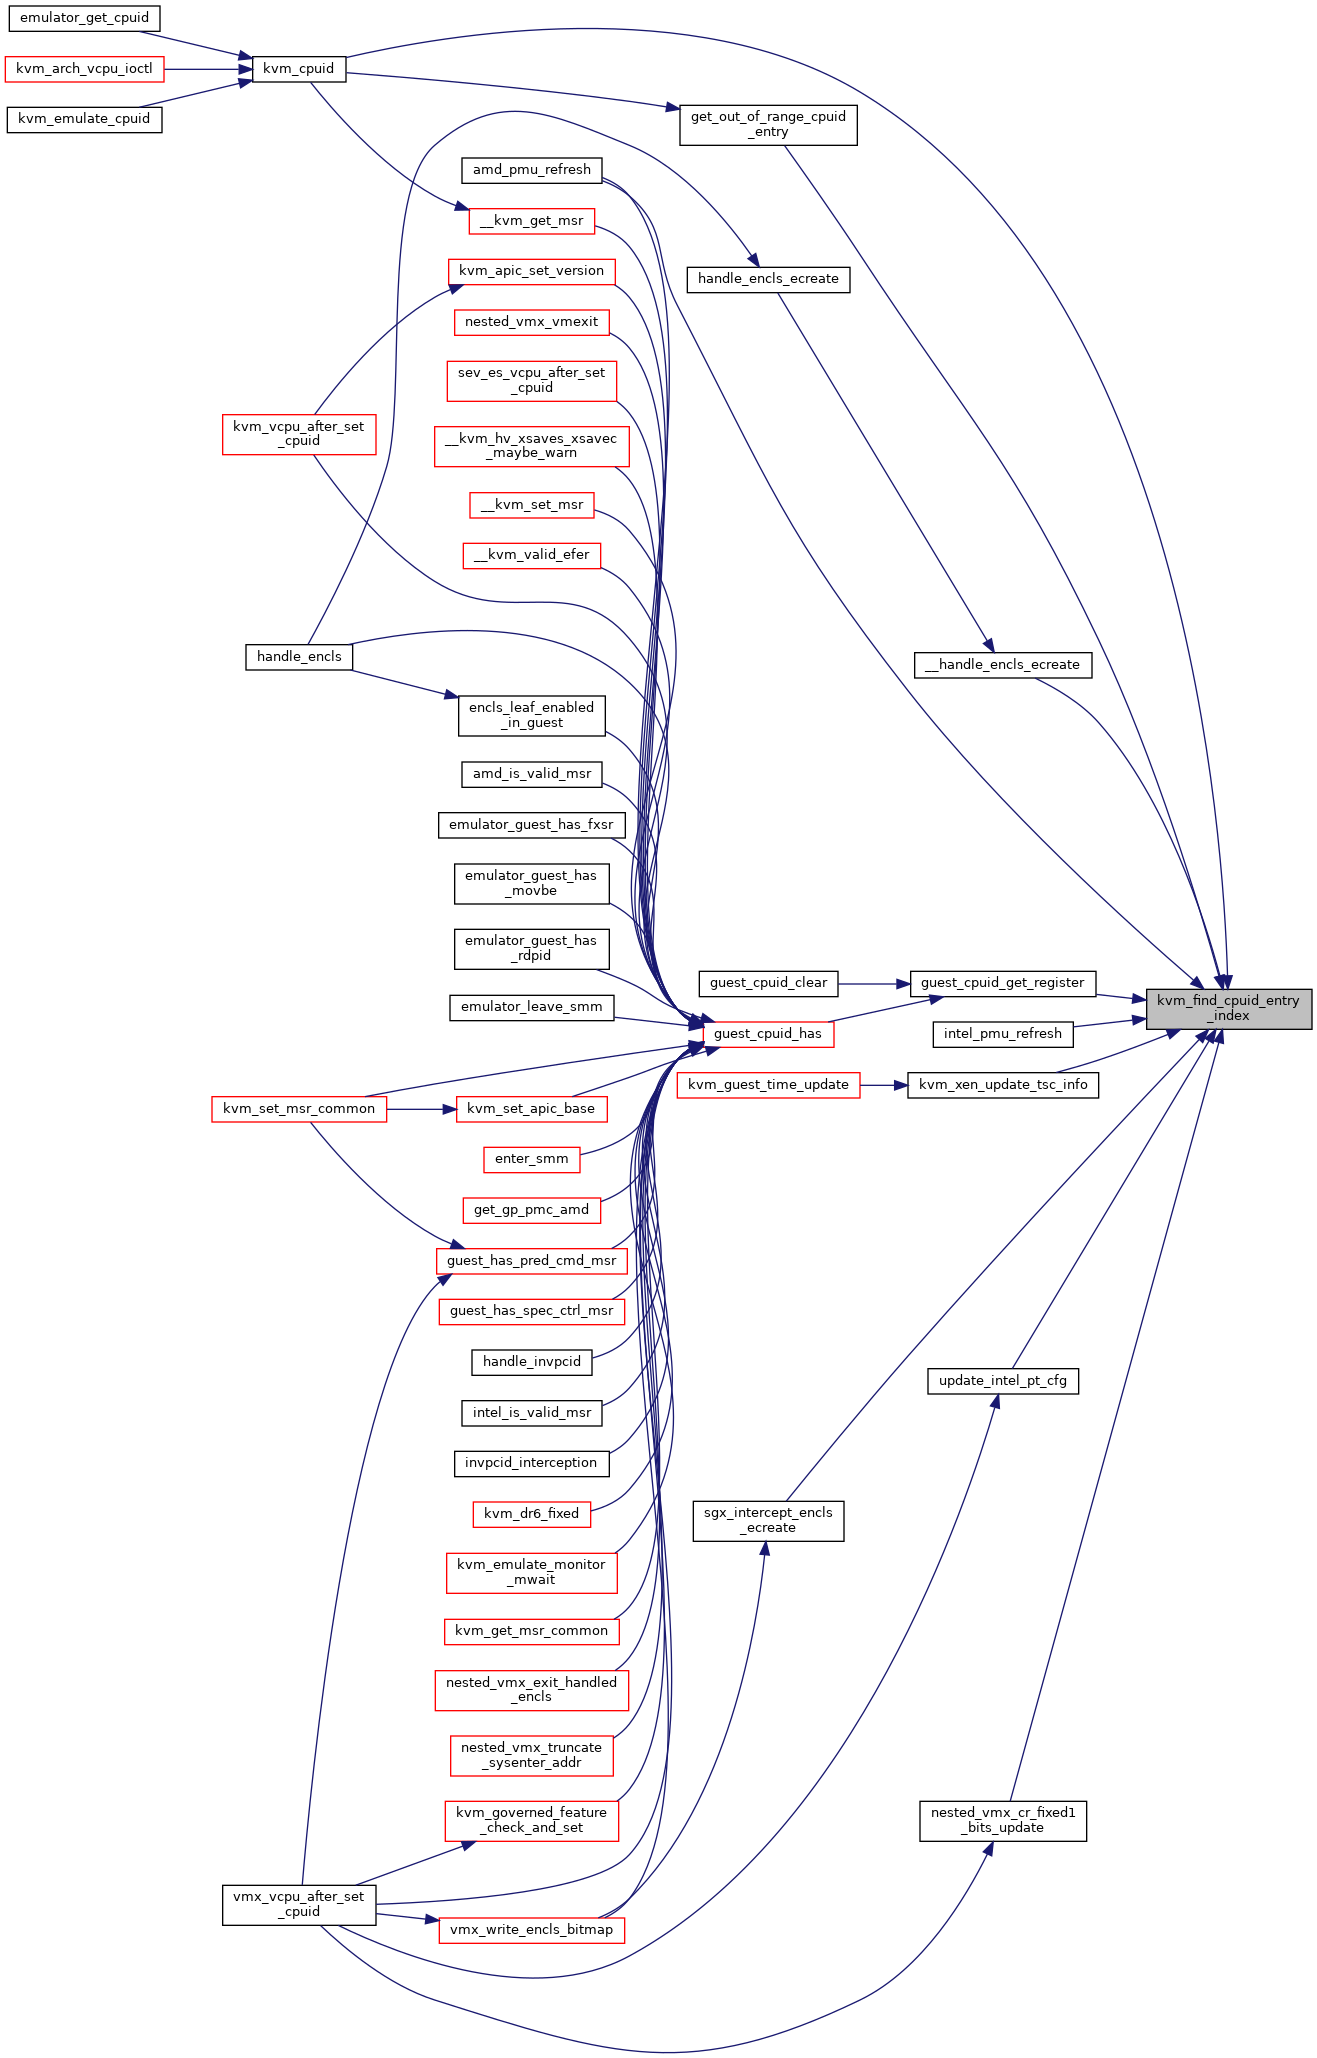 emulator_get_cpuid
kvm_arch_vcpu_ioctl
kvm_cpuid
kvm_emulate_cpuid
get_out_of_range_cpuid
_entry
amd_pmu_refresh
__kvm_get_msr
kvm_apic_set_version
handle_encls_ecreate
nested_vmx_vmexit
sev_es_vcpu_after_set
_cpuid
kvm_vcpu_after_set
_cpuid
__kvm_hv_xsaves_xsavec
_maybe_warn
__kvm_set_msr
__kvm_valid_efer
handle_encls
__handle_encls_ecreate
encls_leaf_enabled
_in_guest
amd_is_valid_msr
emulator_guest_has_fxsr
emulator_guest_has
_movbe
emulator_guest_has
_rdpid
guest_cpuid_clear
guest_cpuid_get_register
kvm_find_cpuid_entry
_index
emulator_leave_smm
guest_cpuid_has
intel_pmu_refresh
kvm_guest_time_update
kvm_xen_update_tsc_info
kvm_set_msr_common
kvm_set_apic_base
enter_smm
get_gp_pmc_amd
guest_has_pred_cmd_msr
guest_has_spec_ctrl_msr
handle_invpcid
update_intel_pt_cfg
intel_is_valid_msr
invpcid_interception
kvm_dr6_fixed
sgx_intercept_encls
_ecreate
kvm_emulate_monitor
_mwait
kvm_get_msr_common
nested_vmx_exit_handled
_encls
nested_vmx_truncate
_sysenter_addr
kvm_governed_feature
_check_and_set
nested_vmx_cr_fixed1
_bits_update
vmx_vcpu_after_set
_cpuid
vmx_write_encls_bitmap